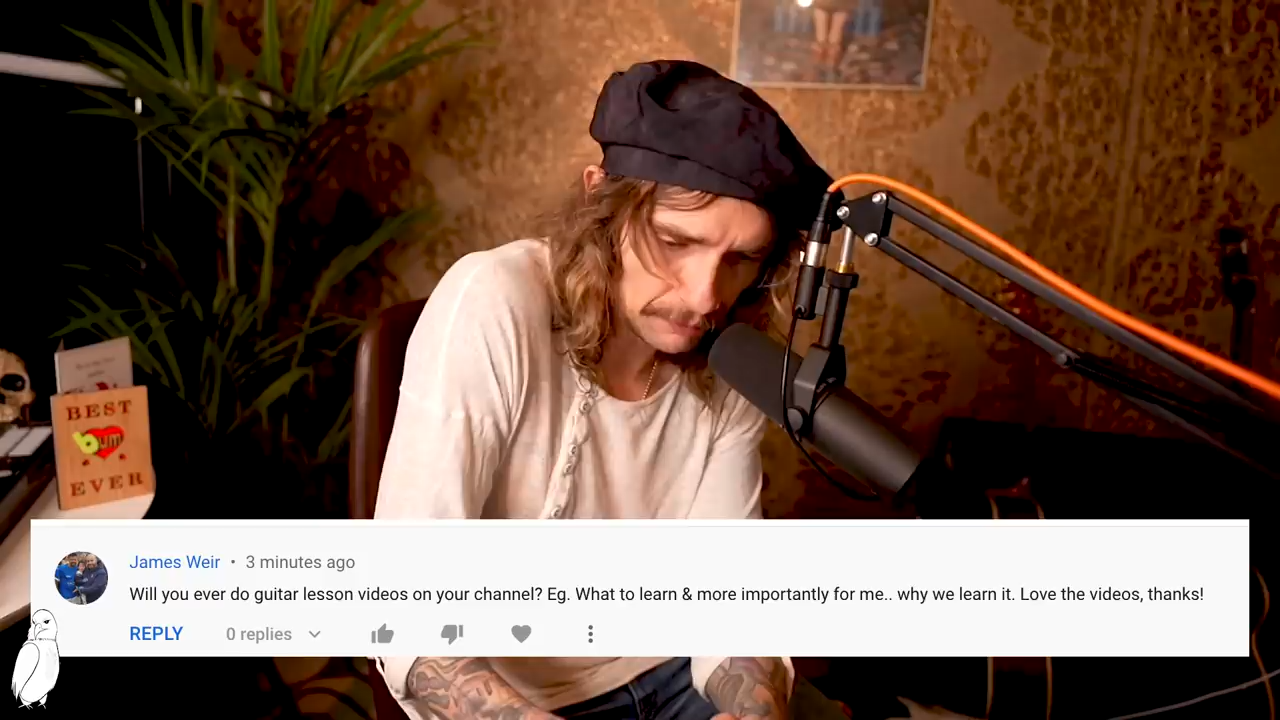 BEST
bum
EVER
James Weir • 3 minutes ago
Will you ever do guitar lesson videos on your channel? Eg. What to learn & more importantly for me.. why we learn it. Love the videos, thanks!
REPLY 0 replies